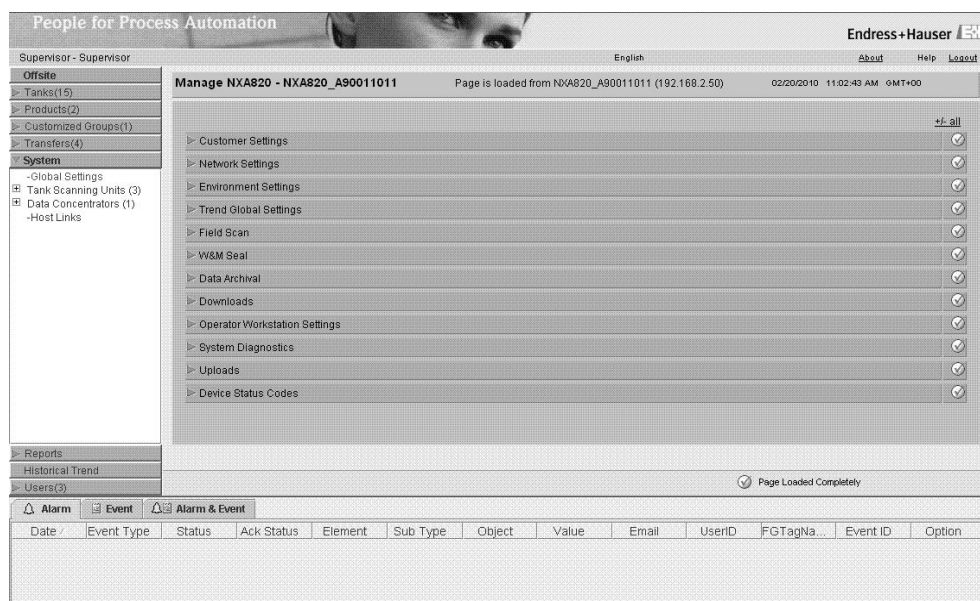 People for Process Automation
Endress+Hauser
Supervisor - Supervisor
English
About Help Logout
Offsite
Tanks(15)
Products(2)
Customized Groups(1)
Transfers(4)
System
-Global Settings
Tank Scanning Units (3)
Data Concentrators (1)
-Host Links
Reports
Historical Trend
Users(3)
Manage NXA820 - NXA820_A90011011
Page is loaded from NXA820_A90011011 (192.168.2.50)
02/20/2010 11:02:43 AM GMT+00
+/- all
Customer Settings
Network Settings
Environment Settings
Trend Global Settings
Field Scan
W&M Seal
Data Archival
Downloads
Operator Workstation Settings
System Diagnostics
Uploads
Device Status Codes
Page Loaded Completely
Alarm Event Alarm & Event
Date Event Type Status Ack Status Element Sub Type Object Value Email UserID FGTagNa... Event ID Option